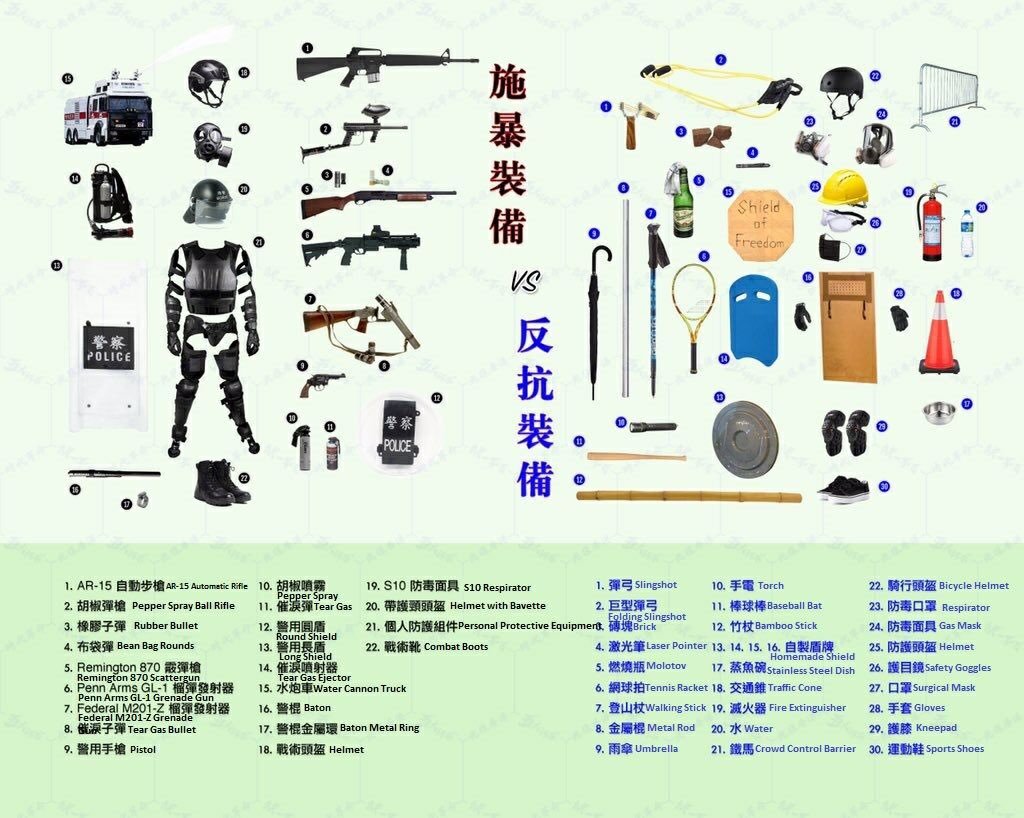 施暴裝備
VS
反抗裝備
警察
POLICE
警察
POLICE
Shield
of
Freedom
1. AR-15 自動步槍 AR-15 Automatic Rifle
2. 胡椒彈槍 Pepper Spray Ball Rifle
3. 橡膠子彈 Rubber Bullet
4. 布袋彈 Bean Bag Rounds
5. Remington 870 霰彈槍
Remington 870 Scattergun
6. Penn Arms GL-1 榴彈發射器
Penn Arms GL-1 Grenade Gun
7. Federal M201-Z 榴彈發射器
Federal M201-Z Grenade
8. 催淚子彈 Tear Gas Bullet
9. 警用手槍 Pistol
10. 胡椒噴霧
Pepper Spray
11. 催淚彈 Tear Gas
12. 警用圓盾
Round Shield
13. 警用長盾
Long Shield
14. 催淚噴射器
Tear Gas Ejector
15. 水炮車 Water Cannon Truck
16. 警棍 Baton
17. 警棍金屬環 Baton Metal Ring
18. 戰術頭盔 Helmet
19. S10 防毒面具 S10 Respirator
20. 帶護頸頭盔 Helmet with Bavette
21. 個人防護組件 Personal Protective Equipment
22. 戰術靴 Combat Boots
1. 彈弓 Slingshot
2. 巨型彈弓
Folding Slingshot
3. 磚塊 Brick
4. 激光筆 Laser Pointer
5. 燃燒瓶 Molotov
6. 網球拍 Tennis Racket
7. 登山杖 Walking Stick
8. 金屬棍 Metal Rod
9. 雨傘 Umbrella
10. 手電 Torch
11. 棒球棒 Baseball Bat
12. 竹杖 Bamboo Stick
13. 14. 15. 16. 自製盾牌
Homemade Shield
17. 蒸魚碗 Stainless Steel Dish
18. 交通錐 Traffic Cone
19. 滅火器 Fire Extinguisher
20. 水 Water
21. 鐵馬 Crowd Control Barrier
22. 騎行頭盔 Bicycle Helmet
23. 防毒口罩 Respirator
24. 防毒面具 Gas Mask
25. 防護頭盔 Helmet
26. 護目鏡 Safety Goggles
27. 口罩 Surgical Mask
28. 手套 Gloves
29. 護膝 Kneepad
30. 運動鞋 Sports Shoes